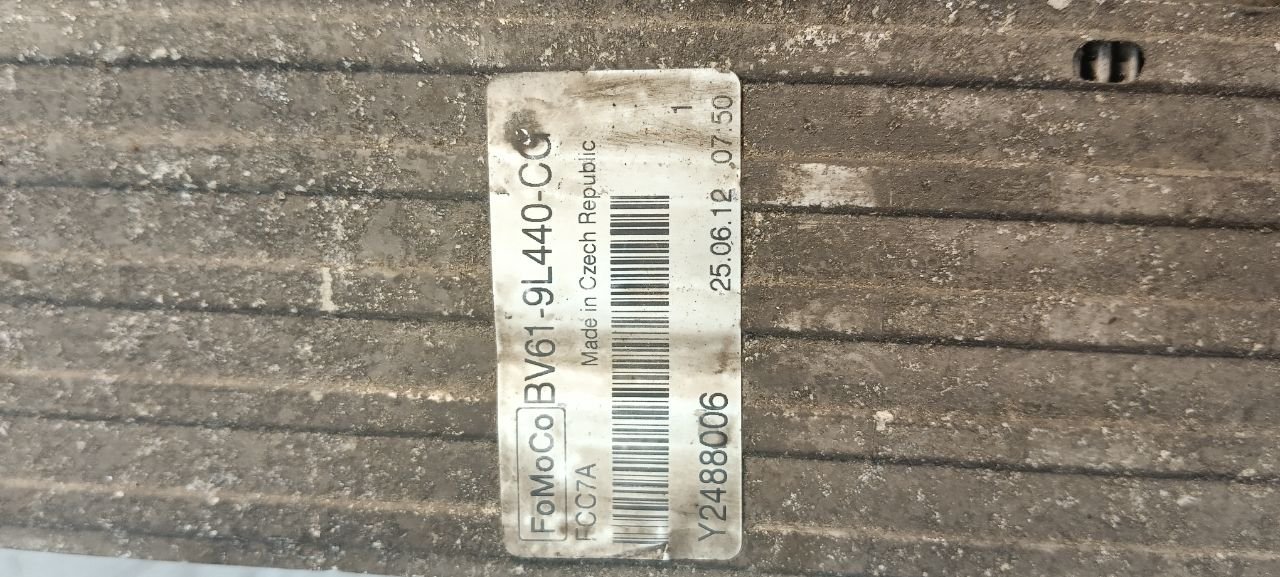 FoMoCo BV61-9L440-CG
FCC7A Made in Czech Republic
Y2488006 1
25.06.12 07:50